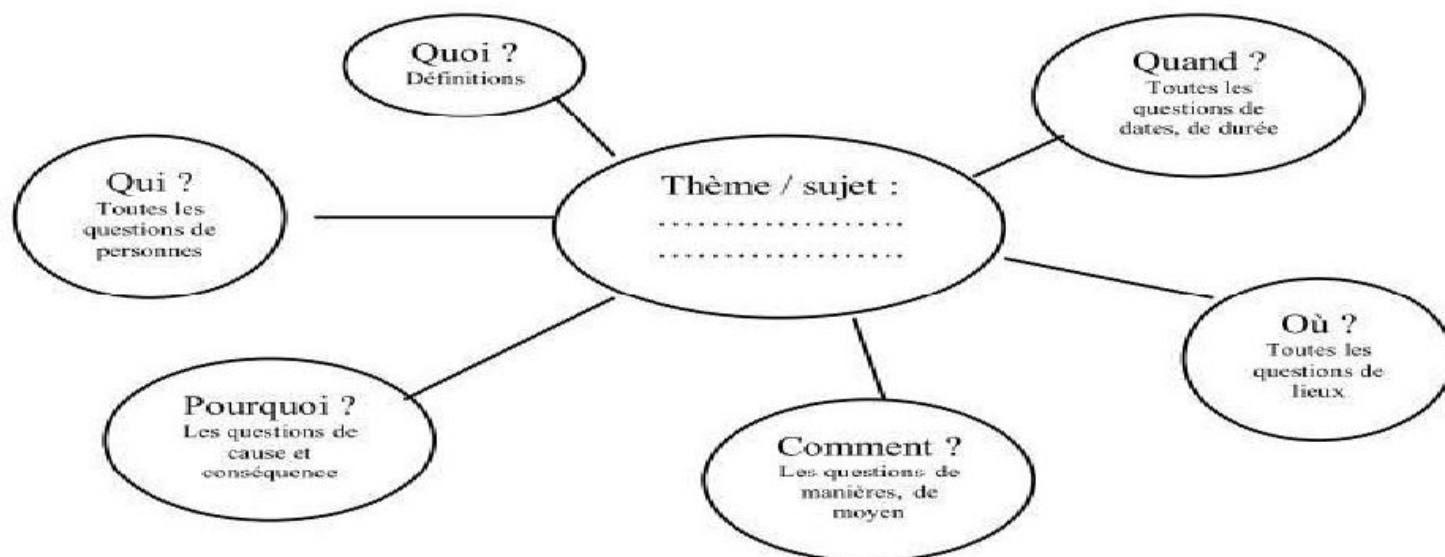 Quoi ?
Définitions
Quand ?
Toutes les
questions de
dates, de durée
Qui ?
Toutes les
questions de
personnes
Thème / sujet :
....................
....................
Où ?
Toutes les
questions de
lieux
Pourquoi ?
Les questions de
cause et
conséquence
Comment ?
Les questions de
manières, de
moyen